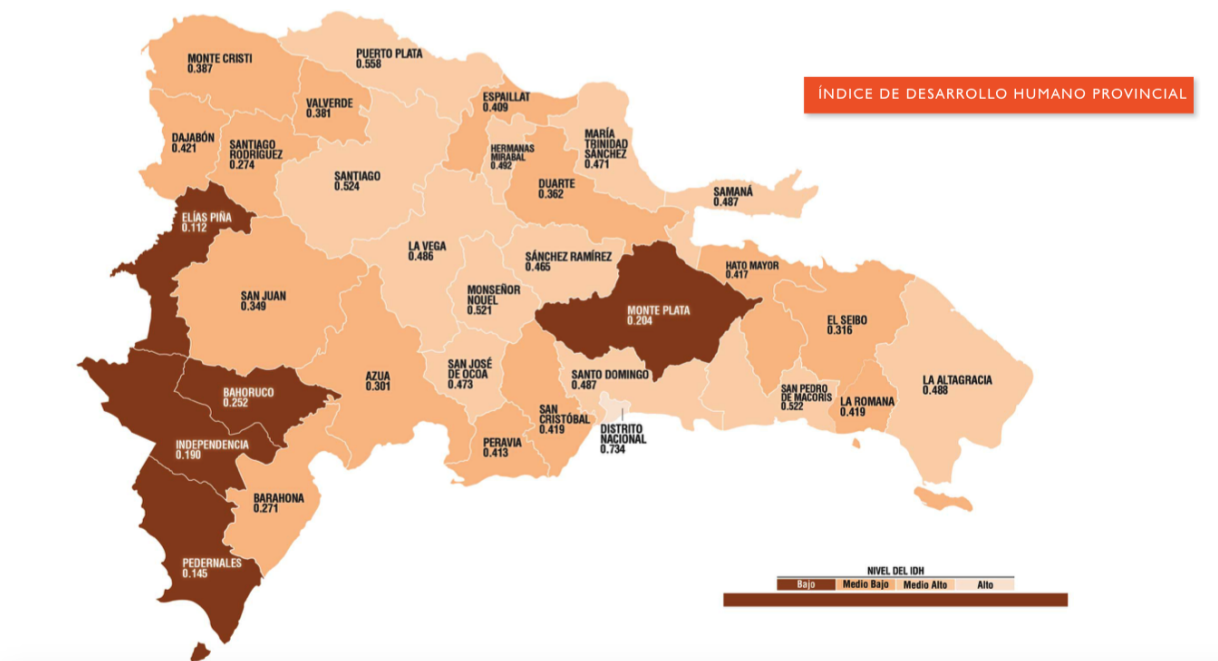 MONTE CRISTI
0.387
PUERTO PLATA
0.558
ÍNDICE DE DESARROLLO HUMANO PROVINCIAL
VALVERDE
0.381
ESPAILLAT
0.409
DAJABÓN
0.421
SANTIAGO
RODRÍGUEZ
0.274
HERMANAS
MIRABAL
0.492
MARÍA
TRINIDAD
SÁNCHEZ
0.471
SANTIAGO
0.524
DUARTE
0.362
SAMANÁ
0.487
ELÍAS PIÑA
0.112
LA VEGA
0.486
SÁNCHEZ RAMÍREZ
0.465
HATO MAYOR
0.417
SAN JUAN
0.349
MONSEÑOR
NOUEL
0.521
MONTE PLATA
0.204
EL SEIBO
0.316
AZUA
0.301
SAN JOSÉ
DE OCOA
0.473
SANTO DOMINGO
0.487
LA ALTAGRACIA
0.488
BAHORUCO
0.252
SAN PEDRO
DE MACORÍS
0.522
LA ROMANA
0.419
SAN
CRISTÓBAL
0.419
DISTRITO
NACIONAL
0.734
INDEPENDENCIA
0.190
PERAVIA
0.413
BARAHONA
0.271
PEDERNALES
0.145
NIVEL DEL IDH
Bajo Medio Bajo Medio Alto Alto